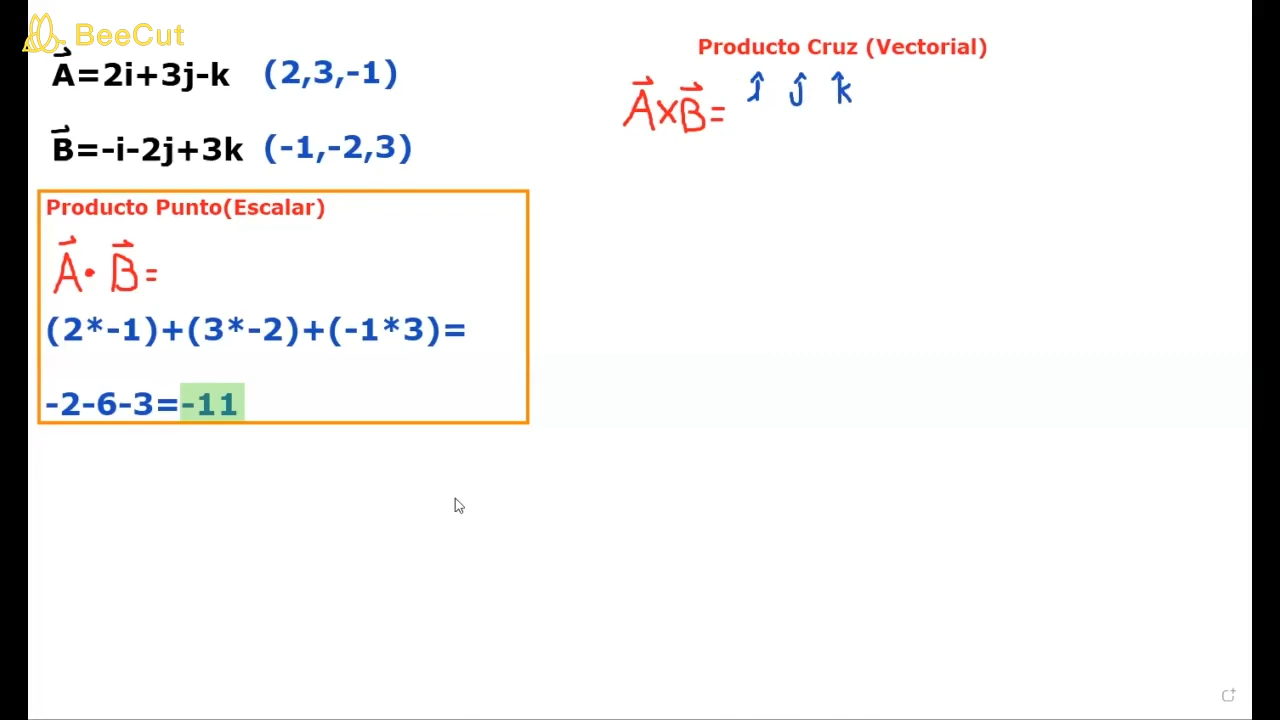 BeeCut
A=2i+3j-k (2,3,-1)
B=-i-2j+3k (-1,-2,3)
Producto Punto(Escalar)
A • B=
(2*-1)+(3*-2)+(-1*3)=
-2-6-3=-11
Producto Cruz (Vectorial)
AxB= i j k